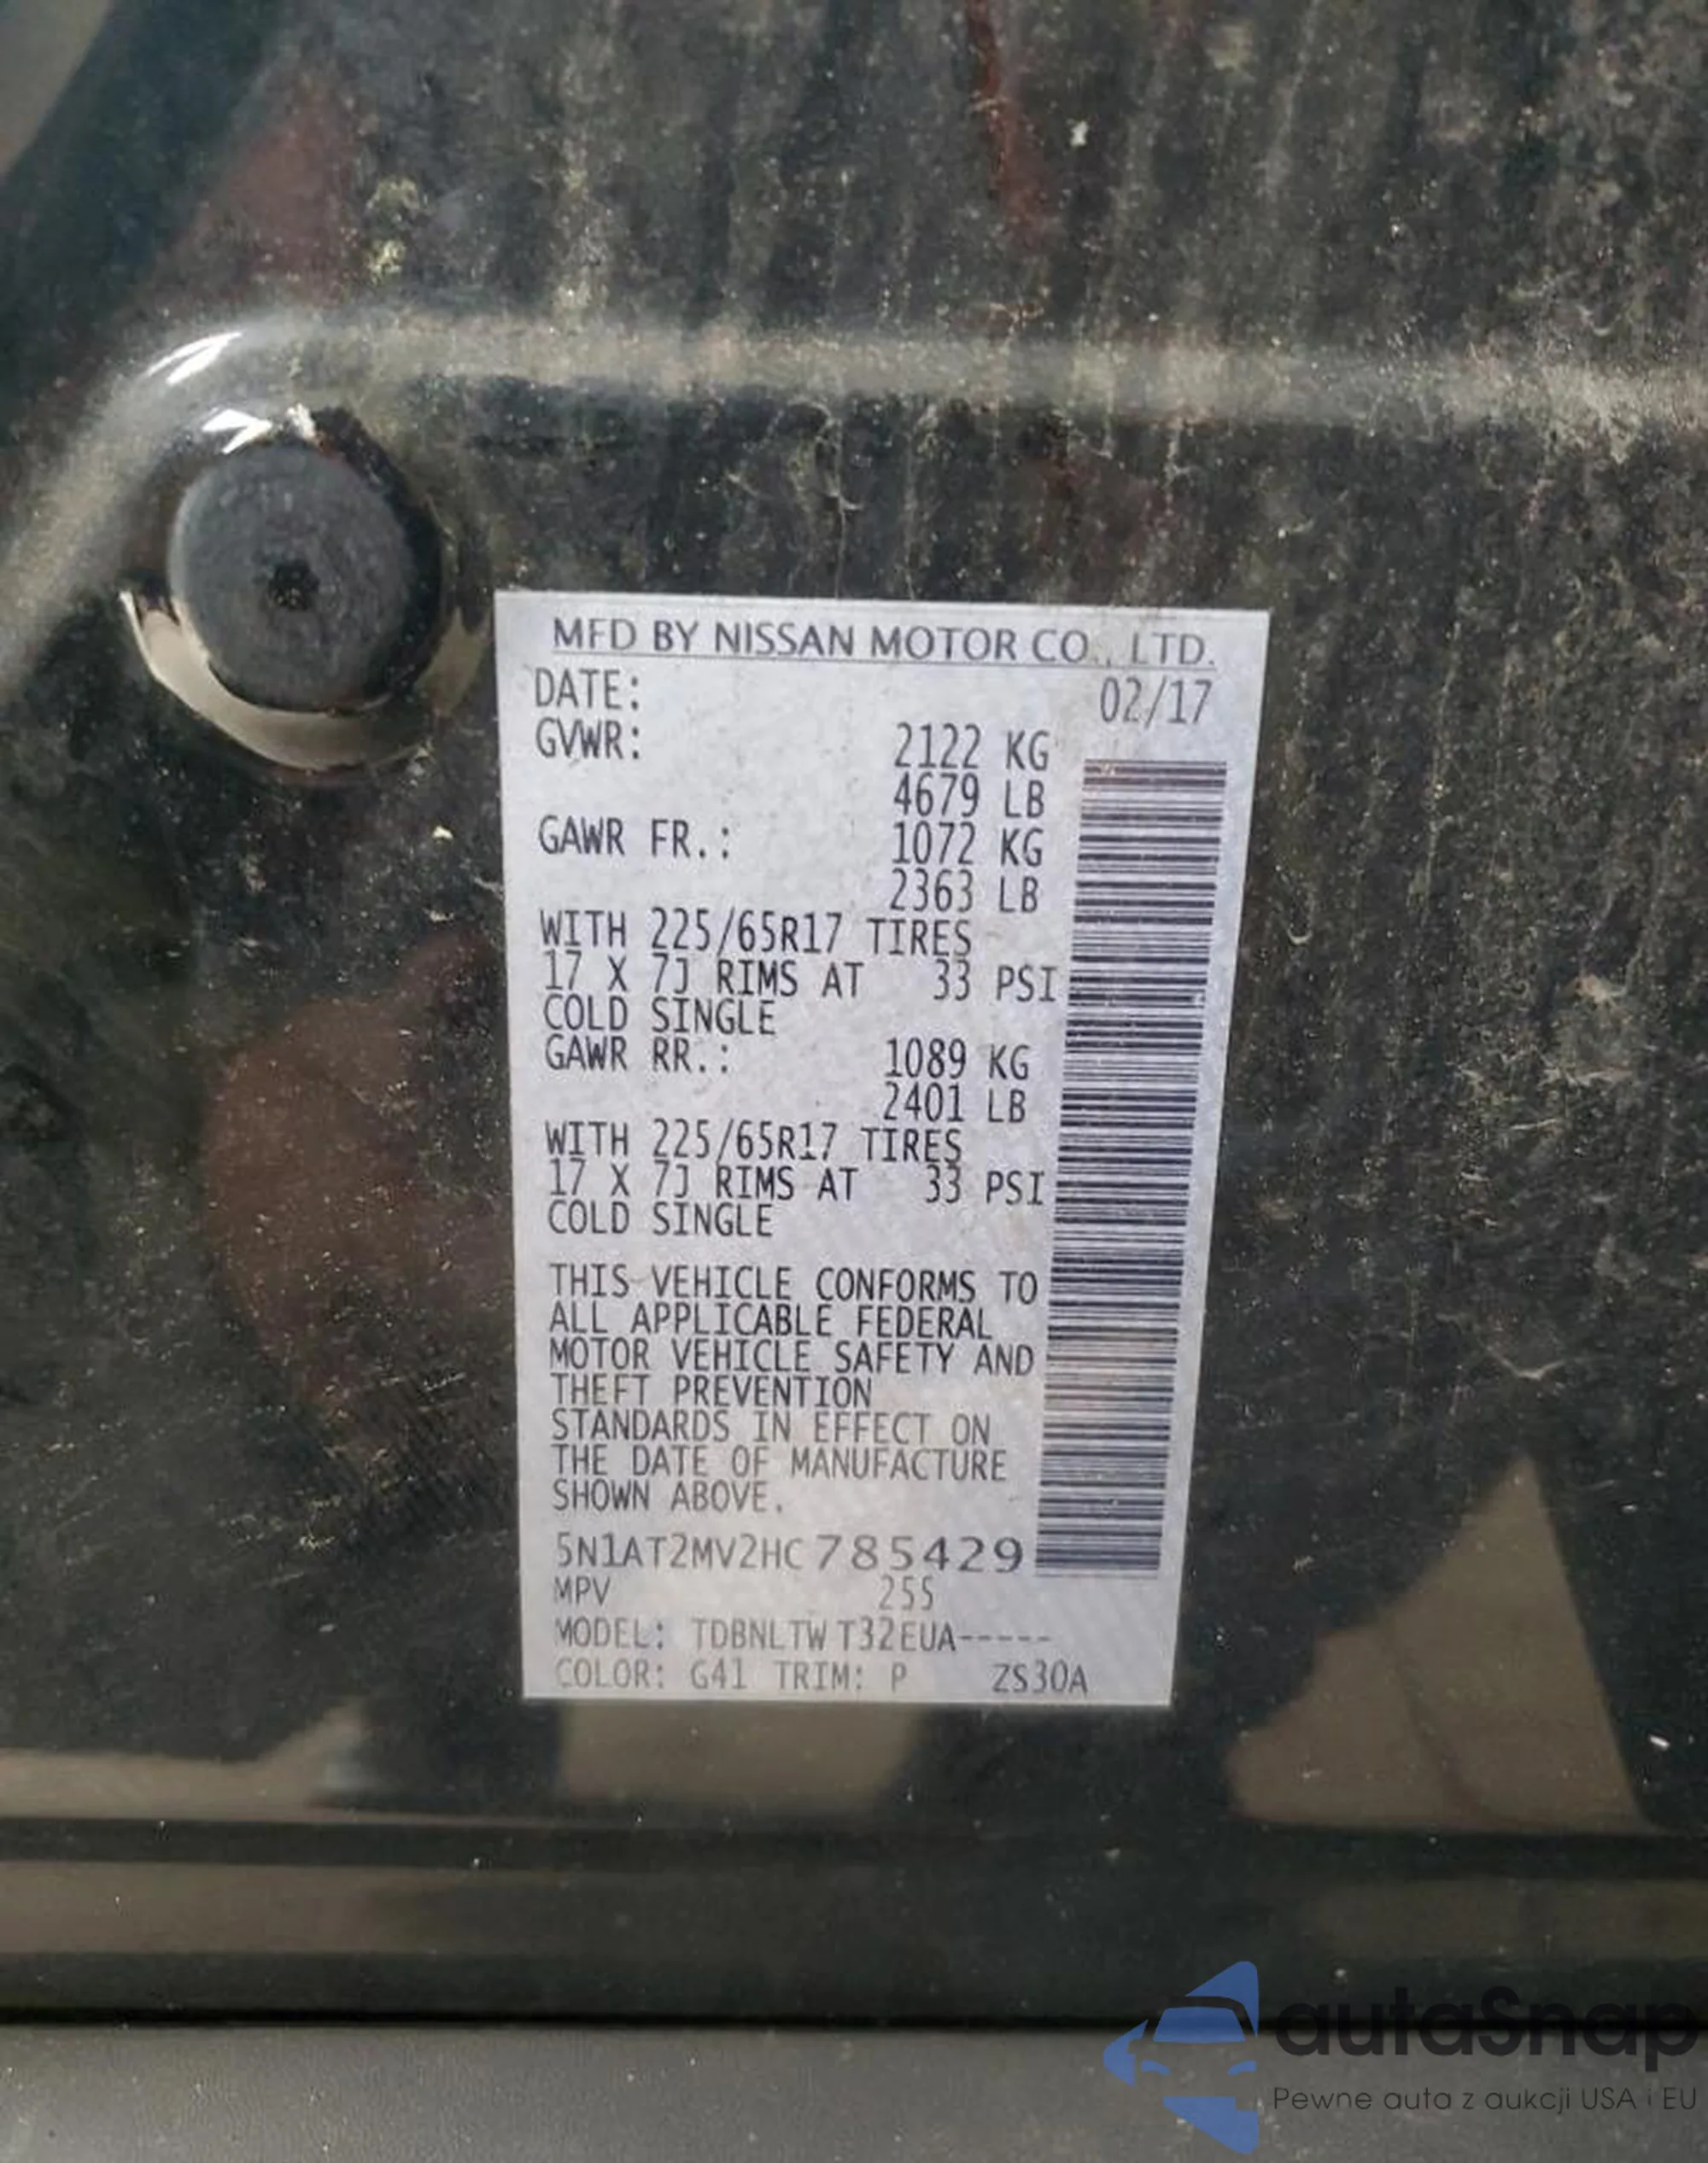 MFD BY NISSAN MOTOR CO., LTD.
DATE: 02/17
GVWR: 2122 KG
4679 LB
GAWR FR.: 1072 KG
2363 LB
WITH 225/65R17 TIRES
17 X 7J RIMS AT 33 PSI
COLD SINGLE
GAWR RR.: 1089 KG
2401 LB
WITH 225/65R17 TIRES
17 X 7J RIMS AT 33 PSI
COLD SINGLE
THIS VEHICLE CONFORMS TO
ALL APPLICABLE FEDERAL
MOTOR VEHICLE SAFETY AND
THEFT PREVENTION
STANDARDS IN EFFECT ON
THE DATE OF MANUFACTURE
SHOWN ABOVE.
5N1AT2MV2HC785429
MPV 255
MODEL: TDBNLTW T32EUA-----
COLOR: G41 TRIM: P ZS30A
autaSnap
Pewne auta z aukcji USA i EU